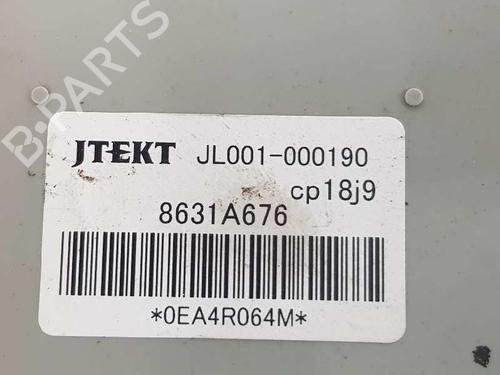 B-PARTS
JTEKT JL001-000190
cp18j9
8631A676
*0EA4R064M*